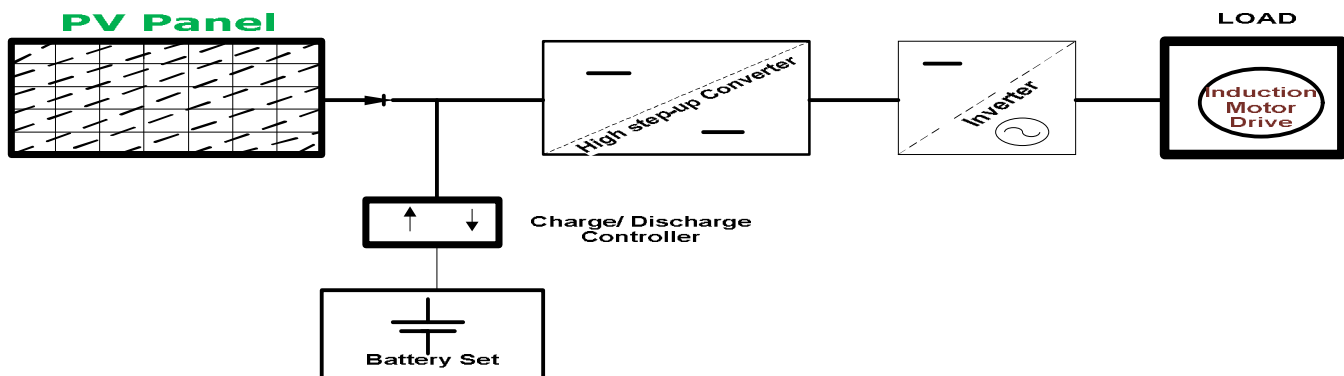 PV Panel
LOAD
High step-up Converter
Inverter
Induction
Motor
Drive
Charge/ Discharge
Controller
Battery Set